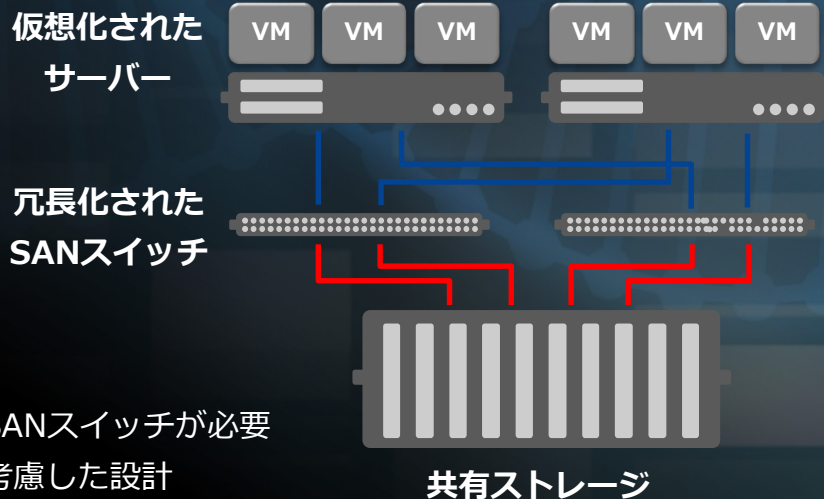 仮想化された
サーバー
VM VM VM VM VM VM
冗長化された
SANスイッチ
SANスイッチが必要
考慮した設計
共有ストレージ